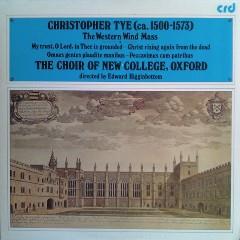 crd
CHRISTOPHER TYE (ca. 1500-1573)
The Western Wind Mass
My trust, O Lord, in Thee is grounded · Christ rising again from the dead
Omnes gentes plaudite manibus · Peccavimus cum patribus
THE CHOIR OF NEW COLLEGE, OXFORD
directed by Edward Higginbottom